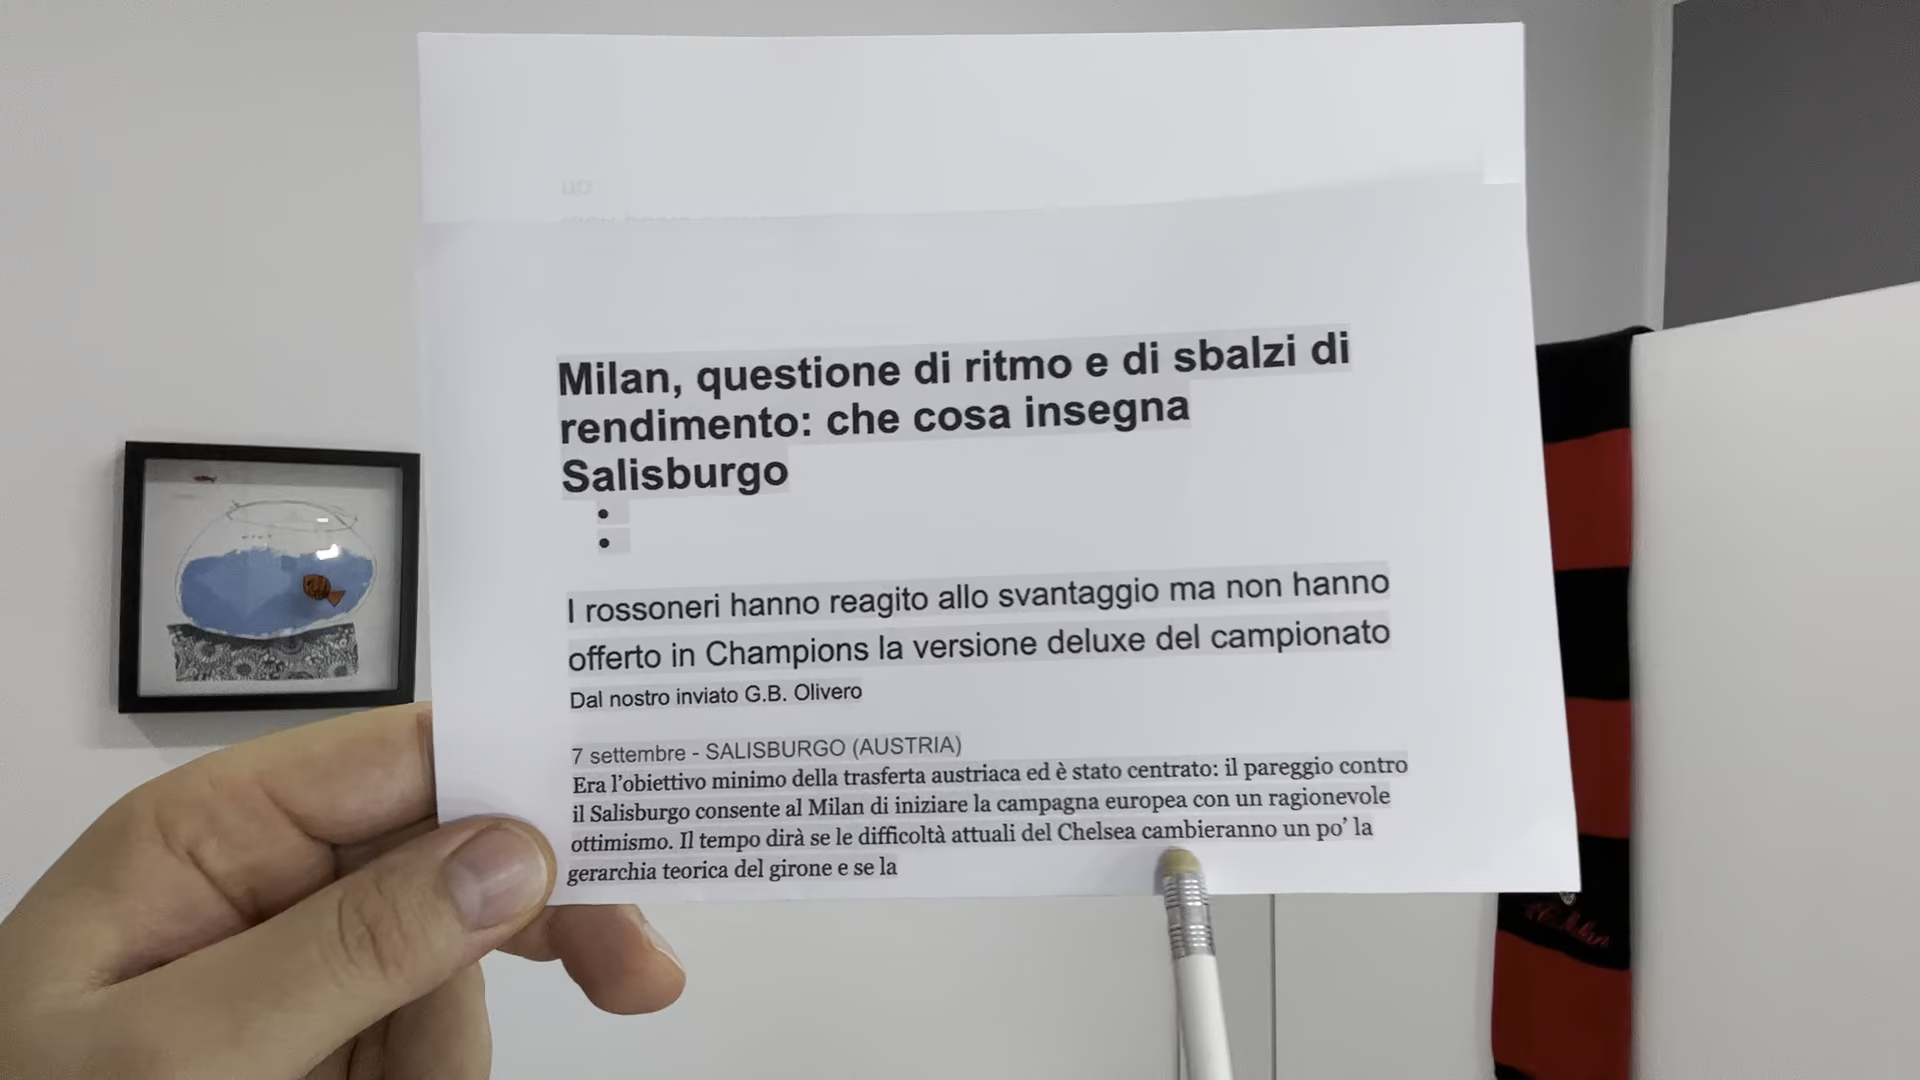 Milan, questione di ritmo e di sbalzi di
rendimento: che cosa insegna
Salisburgo
I rossoneri hanno reagito allo svantaggio ma non hanno
offerto in Champions la versione deluxe del campionato
Dal nostro inviato G.B. Olivero
7 settembre - SALISBURGO (AUSTRIA)
Era l’obiettivo minimo della trasferta austriaca ed è stato centrato: il pareggio contro
il Salisburgo consente al Milan di iniziare la campagna europea con un ragionevole
ottimismo. Il tempo dirà se le difficoltà attuali del Chelsea cambieranno un po’ la
gerarchia teorica del girone e se la